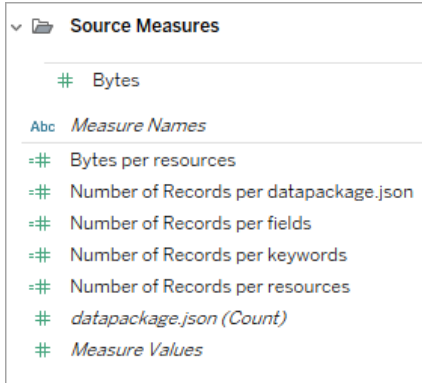 Source Measures
# Bytes
Abc Measure Names
=# Bytes per resources
=# Number of Records per datapackage.json
=# Number of Records per fields
=# Number of Records per keywords
=# Number of Records per resources
# datapackage.json (Count)
# Measure Values